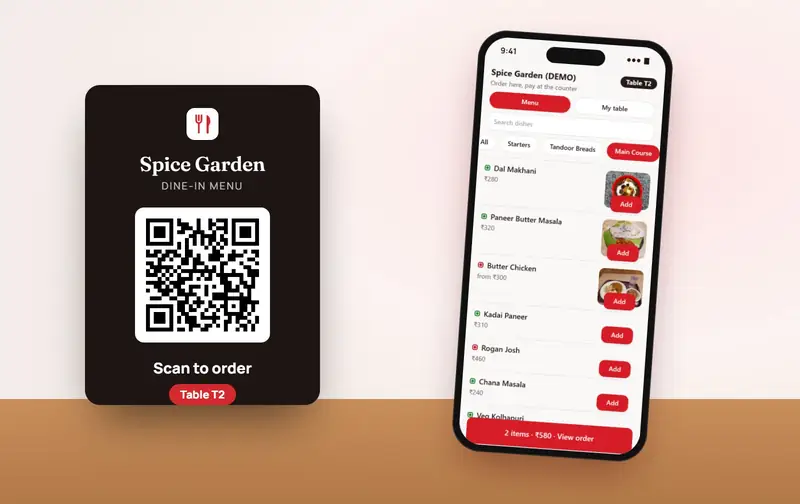 Spice Garden
DINE-IN MENU
Scan to order
Table T2
9:41
Spice Garden (DEMO)
Order here, pay at the counter
Table T2
Menu
My table
Search dishes
All
Starters
Tandoor Breads
Main Course
Dal Makhani
₹280
Add
Paneer Butter Masala
₹320
Add
Butter Chicken
from ₹300
Add
Kadai Paneer
₹310
Add
Rogan Josh
₹460
Add
Chana Masala
₹240
Add
Veg Kolhapuri
2 items · ₹580 · View order